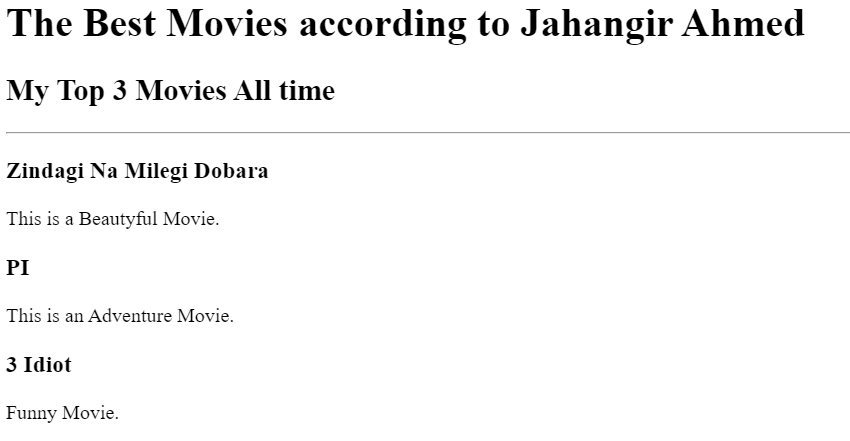 The Best Movies according to Jahangir Ahmed
My Top 3 Movies All time
Zindagi Na Milegi Dobara
This is a Beautyful Movie.
PI
This is an Adventure Movie.
3 Idiot
Funny Movie.